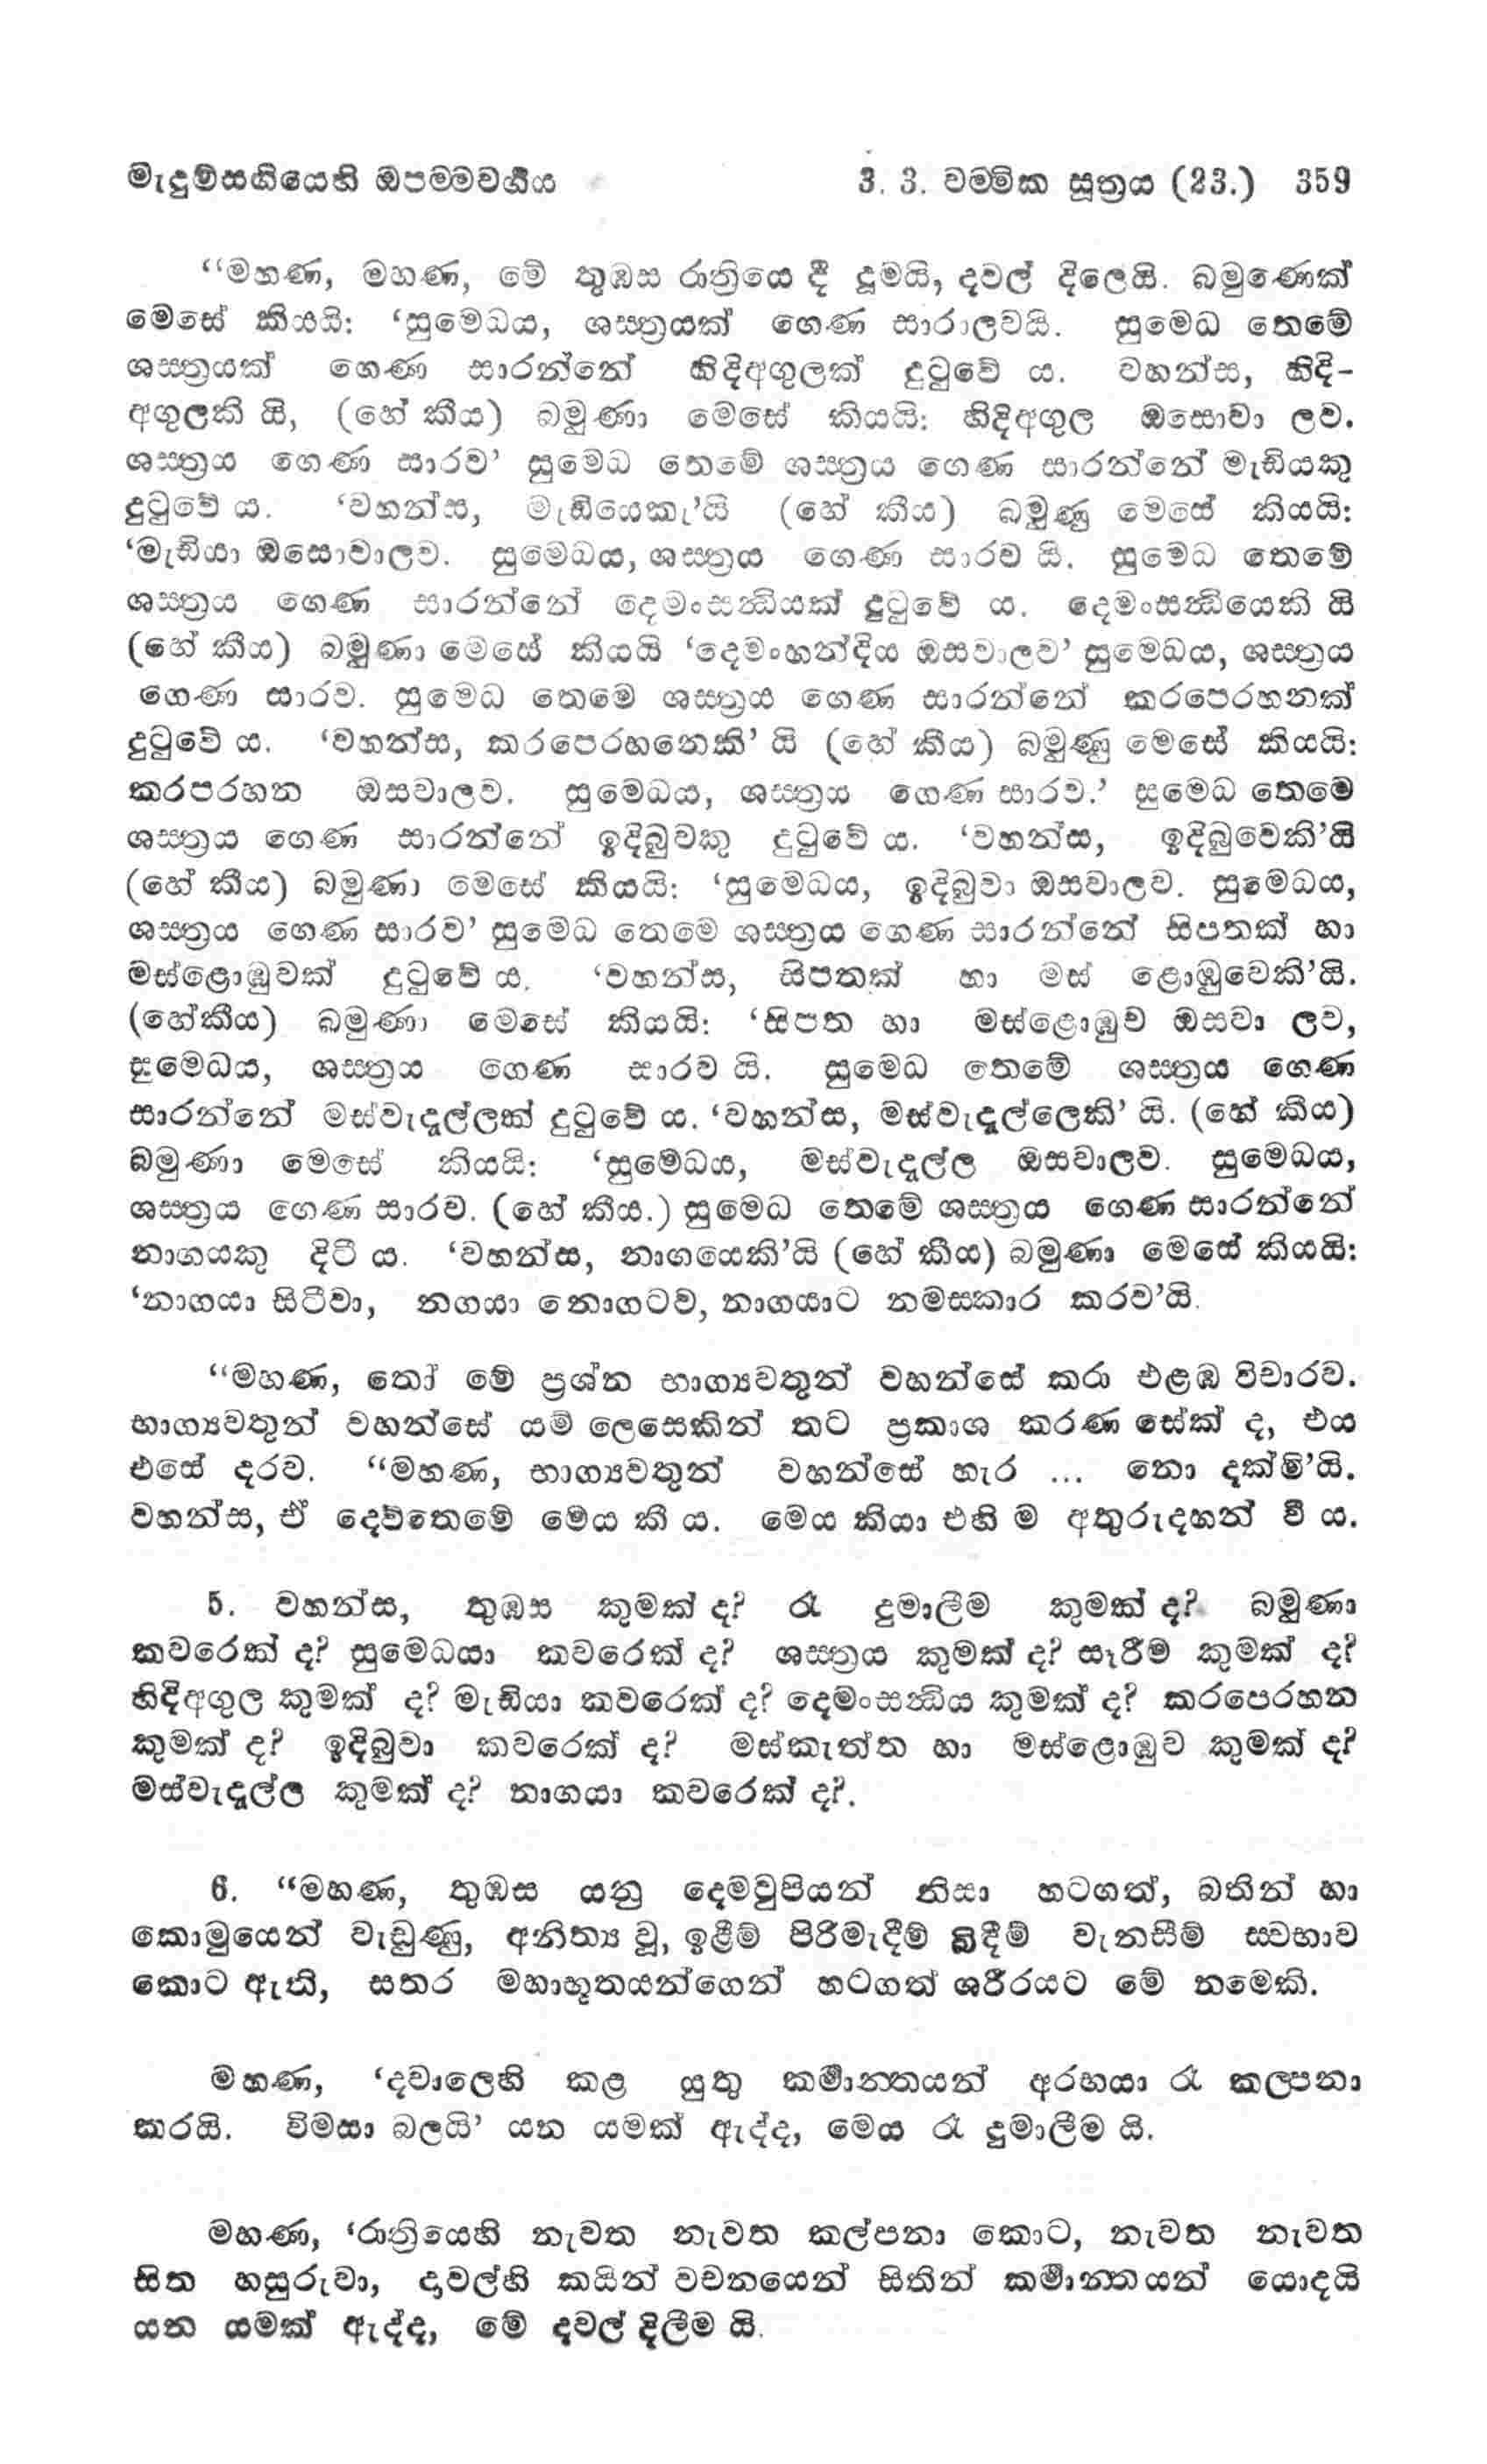 මැදුම්සඟියෙහි ඔපම්මවර්‍ගය 3. 3. වම්මික සූත්‍රය (23.) 359
“මහණ, මහණ, මේ තුඹස රාත්‍රියෙ දී දූමයි, දවල් දිලෙයි. බමුණෙක්
මෙසේ කියයි: ‘සුමෙධය, ශස්ත්‍රයක් ගෙණ සාරාලවයි. සුමෙධ තෙමේ
ශස්ත්‍රයක් ගෙණ සාරන්නේ හිදිඅගුලක් දුටුවේ ය. වහන්ස, හිදි-
අගුලකි යි, (හේ කීය) බමුණා මෙසේ කියයි: හිදිඅගුල ඔසොවා ලව.
ශස්ත්‍රය ගෙණ සාරව’ සුමෙධ තෙමේ ශස්ත්‍රය ගෙණ සාරන්නේ මැඩියකු
දුටුවේ ය. ‘වහන්ස, මැඩියෙකැ’යි (හේ කීය) බමුණු මෙසේ කියයි:
‘මැඩියා ඔසොවාලව. සුමෙධය, ශස්ත්‍රය ගෙණ සාරව යි. සුමෙධ තෙමේ
ශස්ත්‍රය ගෙණ සාරන්නේ දෙමංසන්‍ධියක් දුටුවේ ය. දෙමංසන්‍ධියෙකි යි
(හේ කීය) බමුණා මෙසේ කියයි ‘දෙමංහන්දිය ඔසවාලව’ සුමෙධය, ශස්ත්‍රය
ගෙණ සාරව. සුමෙධ තෙමෙ ශස්ත්‍රය ගෙණ සාරන්නේ කරපෙරහනක්
දුටුවේ ය. ‘වහන්ස, කරපෙරහනෙකි’ යි (හේ කීය) බමුණු මෙසේ කියයි:
කරපරහන ඔසවාලව. සුමෙධය, ශස්ත්‍රය ගෙණ සාරව.’ සුමෙධ තෙමෙ
ශස්ත්‍රය ගෙණ සාරන්නේ ඉදිබුවකු දුටුවේ ය. ‘වහන්ස, ඉදිබුවෙකි’යි
(හේ කීය) බමුණා මෙසේ කියයි: ‘සුමෙධය, ඉදිබුවා ඔසවාලව. සුමෙධය,
ශස්ත්‍රය ගෙණ සාරව’ සුමෙධ තෙමෙ ශස්ත්‍රය ගෙණ සාරන්නේ සිපතක් හා
මස්ළොඹුවක් දුටුවේ ය. ‘වහන්ස, සිපතක් හා මස් ළොඹුවෙකි’යි.
(හේකීය) බමුණා මෙසේ කියයි: ‘සිපත හා මස්ළොඹුව ඔසවා ලව,
සුමෙධය, ශස්ත්‍රය ගෙණ සාරව යි. සුමෙධ තෙමේ ශස්ත්‍රය ගෙණ
සාරන්නේ මස්වැදූල්ලක් දුටුවේ ය. ‘වහන්ස, මස්වැදූල්ලෙකි’ යි. (හේ කීය)
බමුණා මෙසේ කියයි: ‘සුමෙධය, මස්වැදූල්ල ඔසවාලව. සුමෙධය,
ශස්ත්‍රය ගෙණ සාරව. (හේ කීය.) සුමෙධ තෙමේ ශස්ත්‍රය ගෙණ සාරන්නේ
නාගයකු දිටී ය. ‘වහන්ස, නාගයෙකි’යි (හේ කීය) බමුණා මෙසේ කියයි:
‘නාගයා සිටීවා, නගයා නොගටව, නාගයාට නමස්කාර කරව’යි.
“මහණ, තෝ මේ ප්‍රශ්න භාග්‍යවතුන් වහන්සේ කරා එළඹ විචාරව.
භාග්‍යවතුන් වහන්සේ යම් ලෙසෙකින් තට ප්‍රකාශ කරණ සේක් ද, එය
එසේ දරව. “මහණ, භාග්‍යවතුන් වහන්සේ හැර ... නො දක්මි’යි.
වහන්ස, ඒ දෙව්තෙමේ මෙය කී ය. මෙය කියා එහි ම අතුරුදහන් වී ය.
5. වහන්ස, තුඹස කුමක් ද? රෑ දුමාලීම කුමක් ද? බමුණා
කවරෙක් ද? සුමෙධයා කවරෙක් ද? ශස්ත්‍රය කුමක් ද? සෑරීම කුමක් ද?
හිදිඅගුල කුමක් ද? මැඩියා කවරෙක් ද? දෙමංසන්‍ධිය කුමක් ද? කරපෙරහන
කුමක් ද? ඉදිබුවා කවරෙක් ද? මස්කැත්ත හා මස්ළොඹුව කුමක් ද?
මස්වැදූල්ල කුමක් ද? නාගයා කවරෙක් ද?.
6. “මහණ, තුඹස යනු දෙමවුපියන් නිසා හටගත්, බතින් හා
කොමුයෙන් වැඩුණු, අනිත්‍ය වූ, ඉළීම් පිරිමැදීම් බිඳීම් වැනසීම් ස්වභාව
කොට ඇති, සතර මහාභූතයන්ගෙන් හටගත් ශරීරයට මේ නමෙකි.
මහණ, ‘දවාලෙහි කළ යුතු කර්‍මාන්තයන් අරභයා රෑ කල්පනා
කරයි. විමසා බලයි’ යන යමක් ඇද්ද, මෙය රෑ දුමාලීම යි.
මහණ, ‘රාත්‍රියෙහි නැවත නැවත කල්පනා කොට, නැවත නැවත
සිත හසුරුවා, දාවල්හි කයින් වචනයෙන් සිතින් කර්‍මාන්තයන් යොදයි
යන යමක් ඇද්ද, මේ දවල් දිලීම යි.